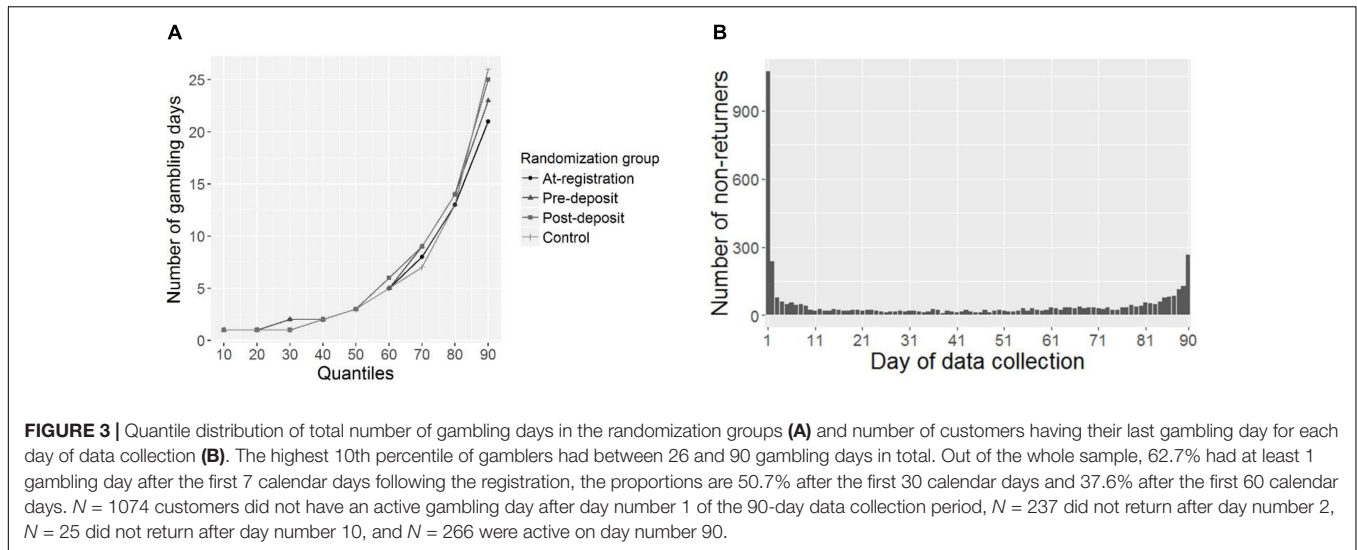 A
Number of gambling days
25
20
15
10
5
0
10 20 30 40 50 60 70 80 90
Quantiles
Randomization group
At-registration
Pre-deposit
Post-deposit
Control
B
Number of non-returners
900
600
300
0
1 11 21 31 41 51 61 71 81 90
Day of data collection
FIGURE 3 | Quantile distribution of total number of gambling days in the randomization groups (A) and number of customers having their last gambling day for each
day of data collection (B). The highest 10th percentile of gamblers had between 26 and 90 gambling days in total. Out of the whole sample, 62.7% had at least 1
gambling day after the first 7 calendar days following the registration, the proportions are 50.7% after the first 30 calendar days and 37.6% after the first 60 calendar
days. N = 1074 customers did not have an active gambling day after day number 1 of the 90-day data collection period, N = 237 did not return after day number 2,
N = 25 did not return after day number 10, and N = 266 were active on day number 90.